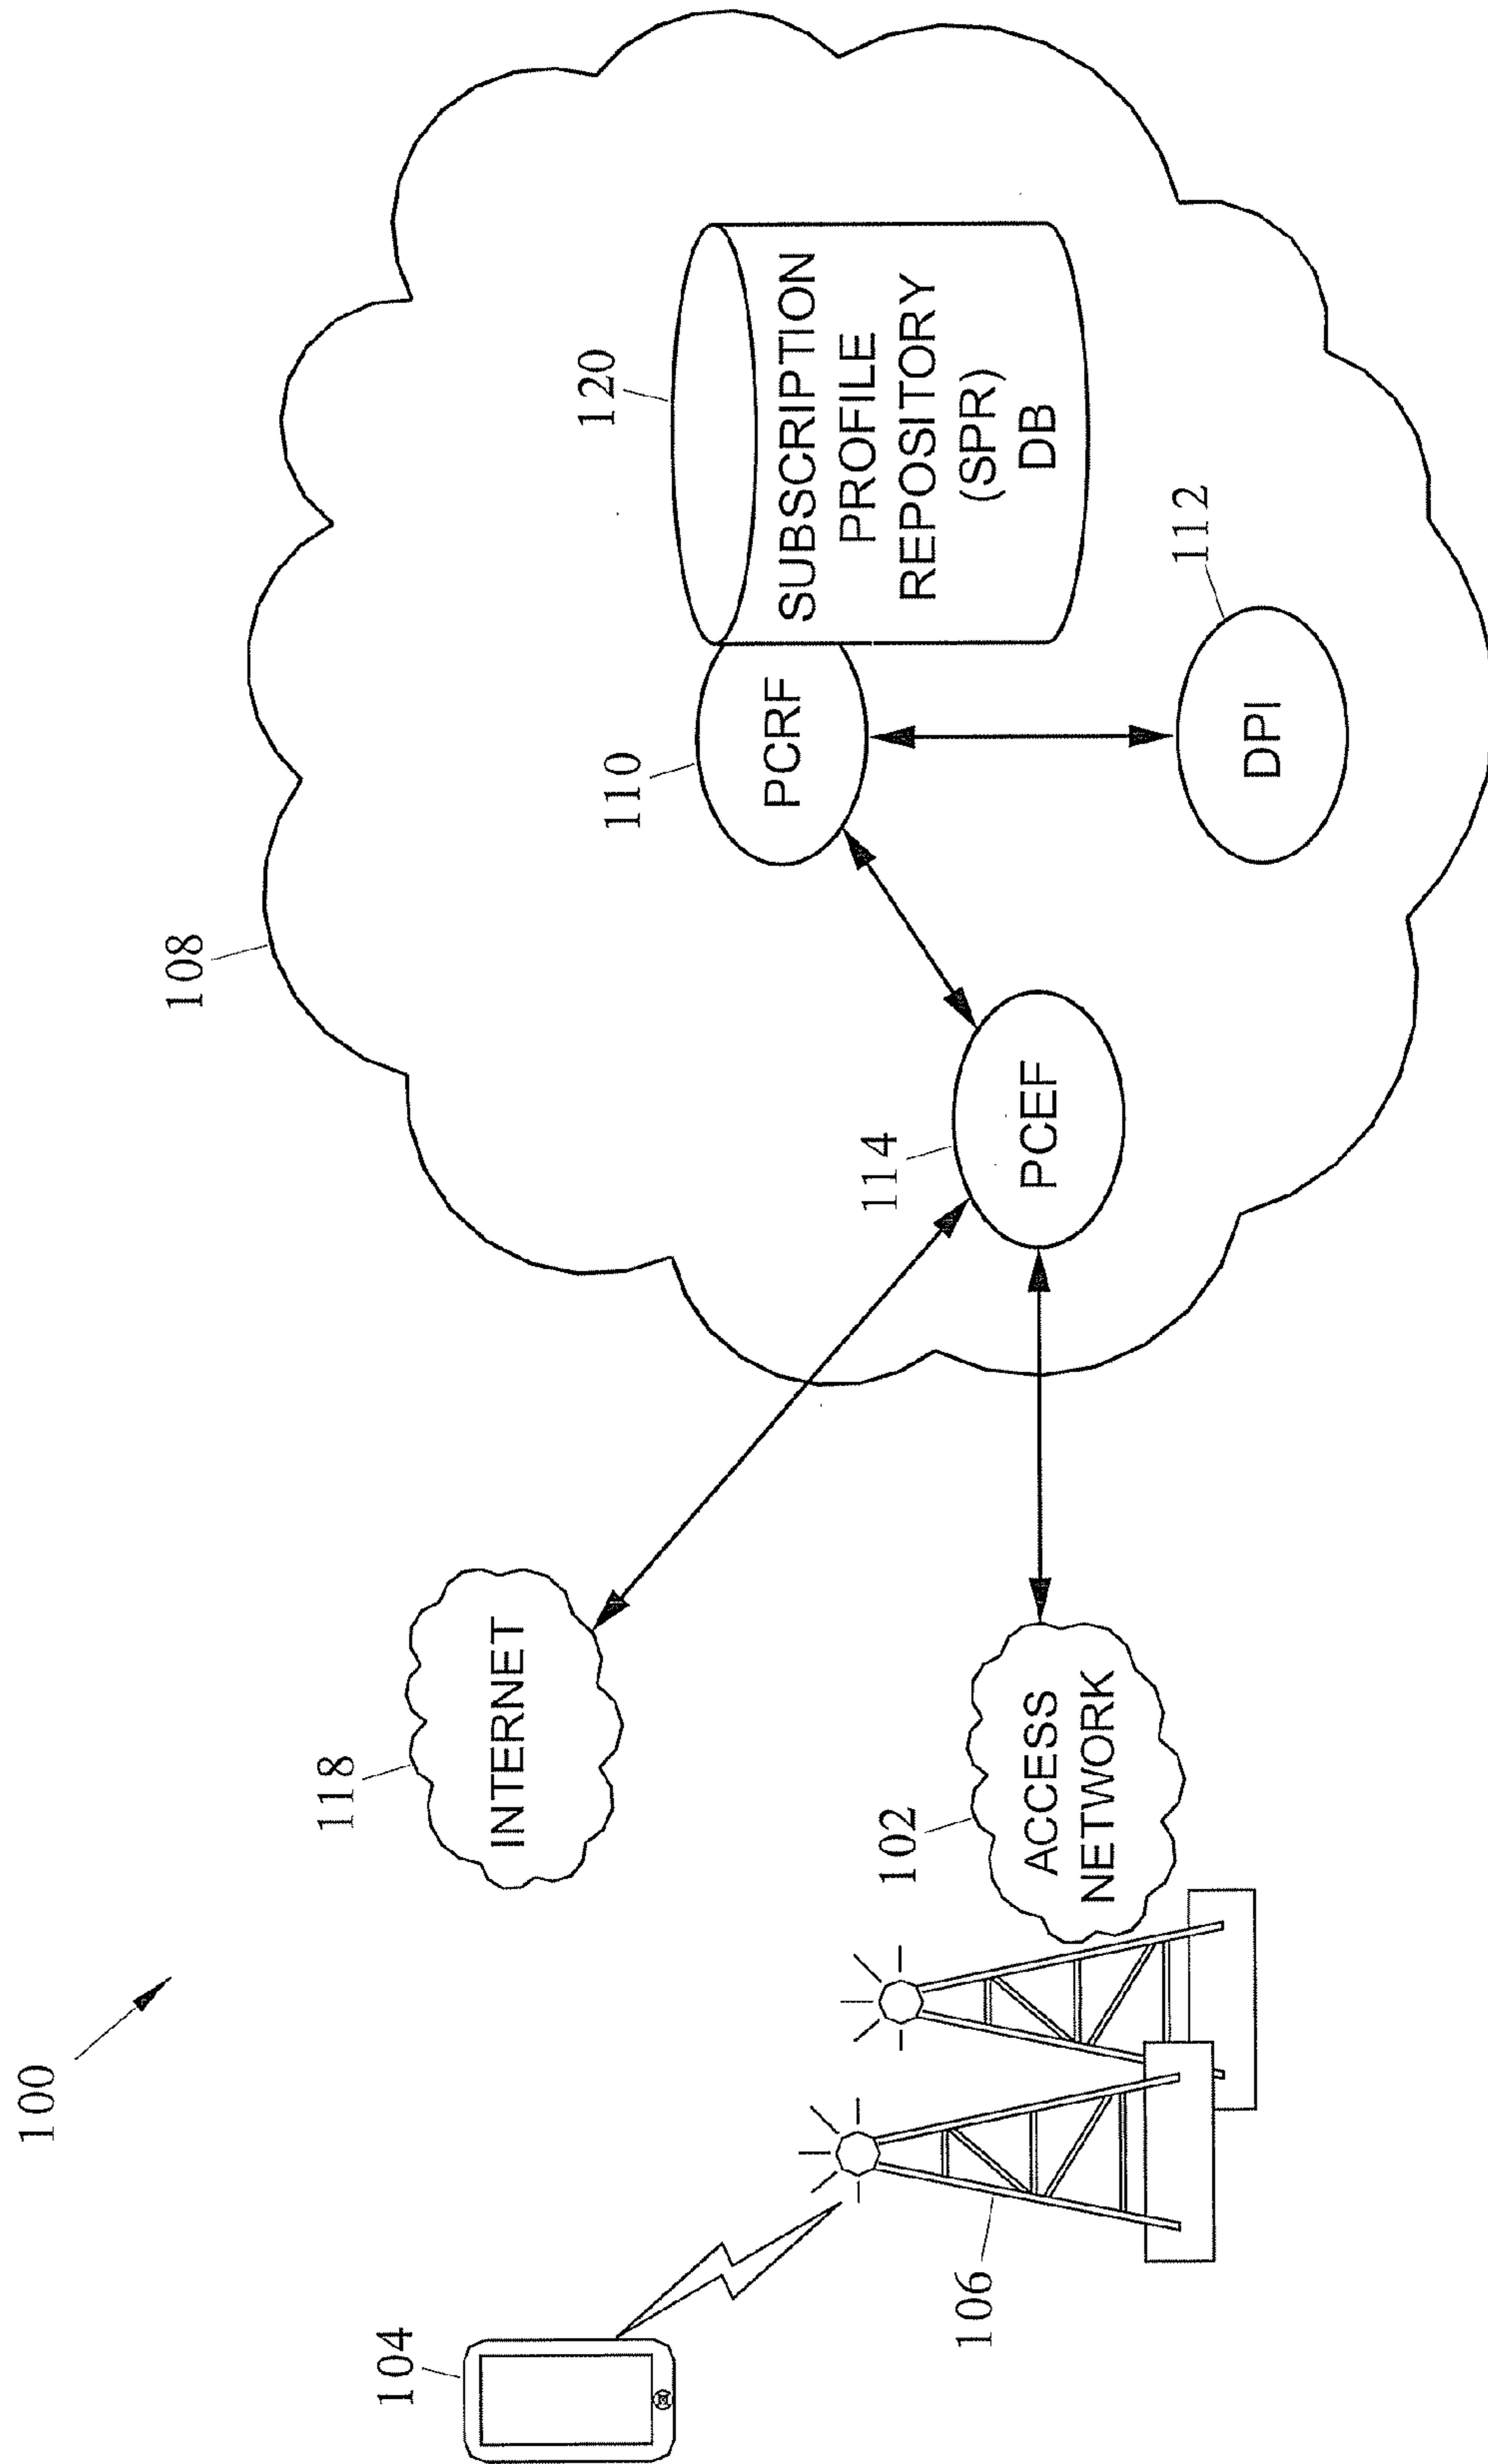 100
108
120
SUBSCRIPTION
PROFILE
REPOSITORY
(SPR)
DB
110
PCRF
112
DPI
114
PCEF
118
INTERNET
102
ACCESS
NETWORK
104
106